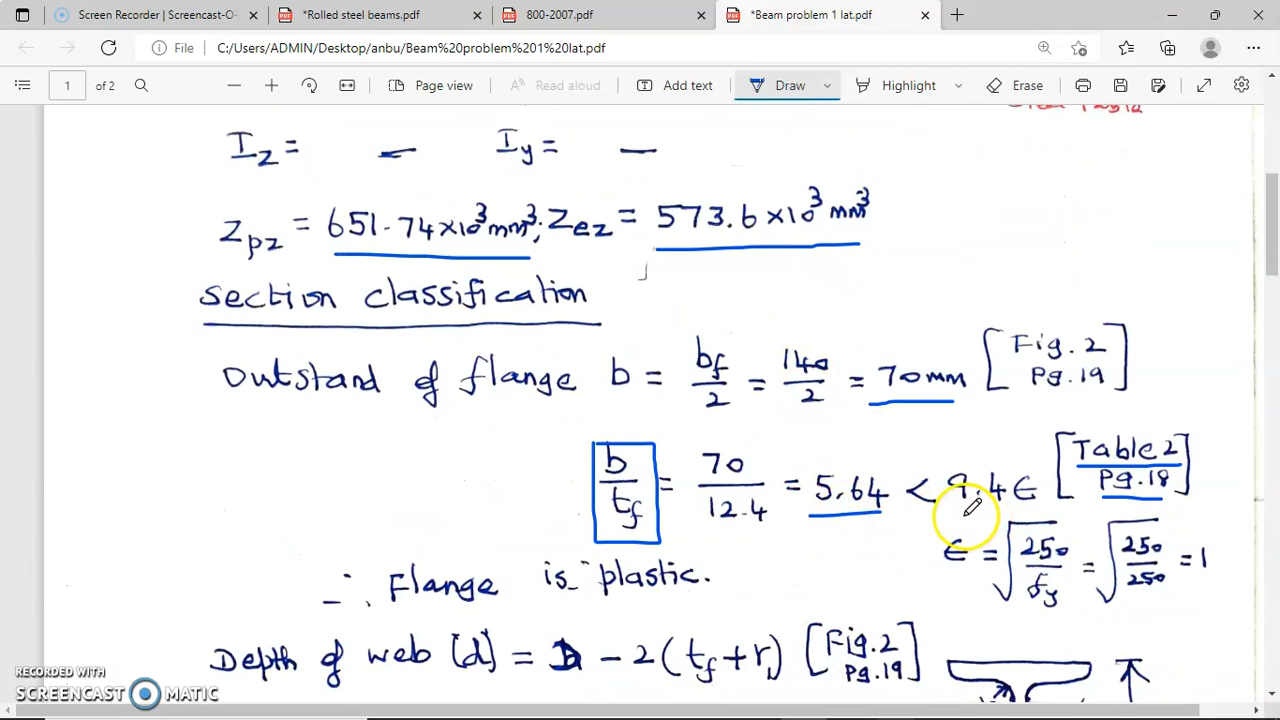 Screen Recorder | Screencast-O- *Rolled steel beams.pdf 800-2007.pdf *Beam problem 1 lat.pdf
File C:/Users/ADMIN/Desktop/anbu/Beam%20problem%201%20lat.pdf
1 of 2 Page view Read aloud Add text Draw Highlight Erase
Iz = — Iy = —
Zpz = 651.74×10³mm³; Zez = 573.6×10³mm³
Section classification
Outstand of flange b = bf/2 = 140/2 = 70mm [Fig.2 Pg.19]
b/tf = 70/12.4 = 5.64 < 9.4∈ [Table 2 Pg.18]
∈ = √250/fy = √250/250 = 1
∴ Flange is plastic.
Depth of web (d) = D - 2(tf+r) [Fig.2 Pg.19]
RECORDED WITH
SCREENCAST MATIC